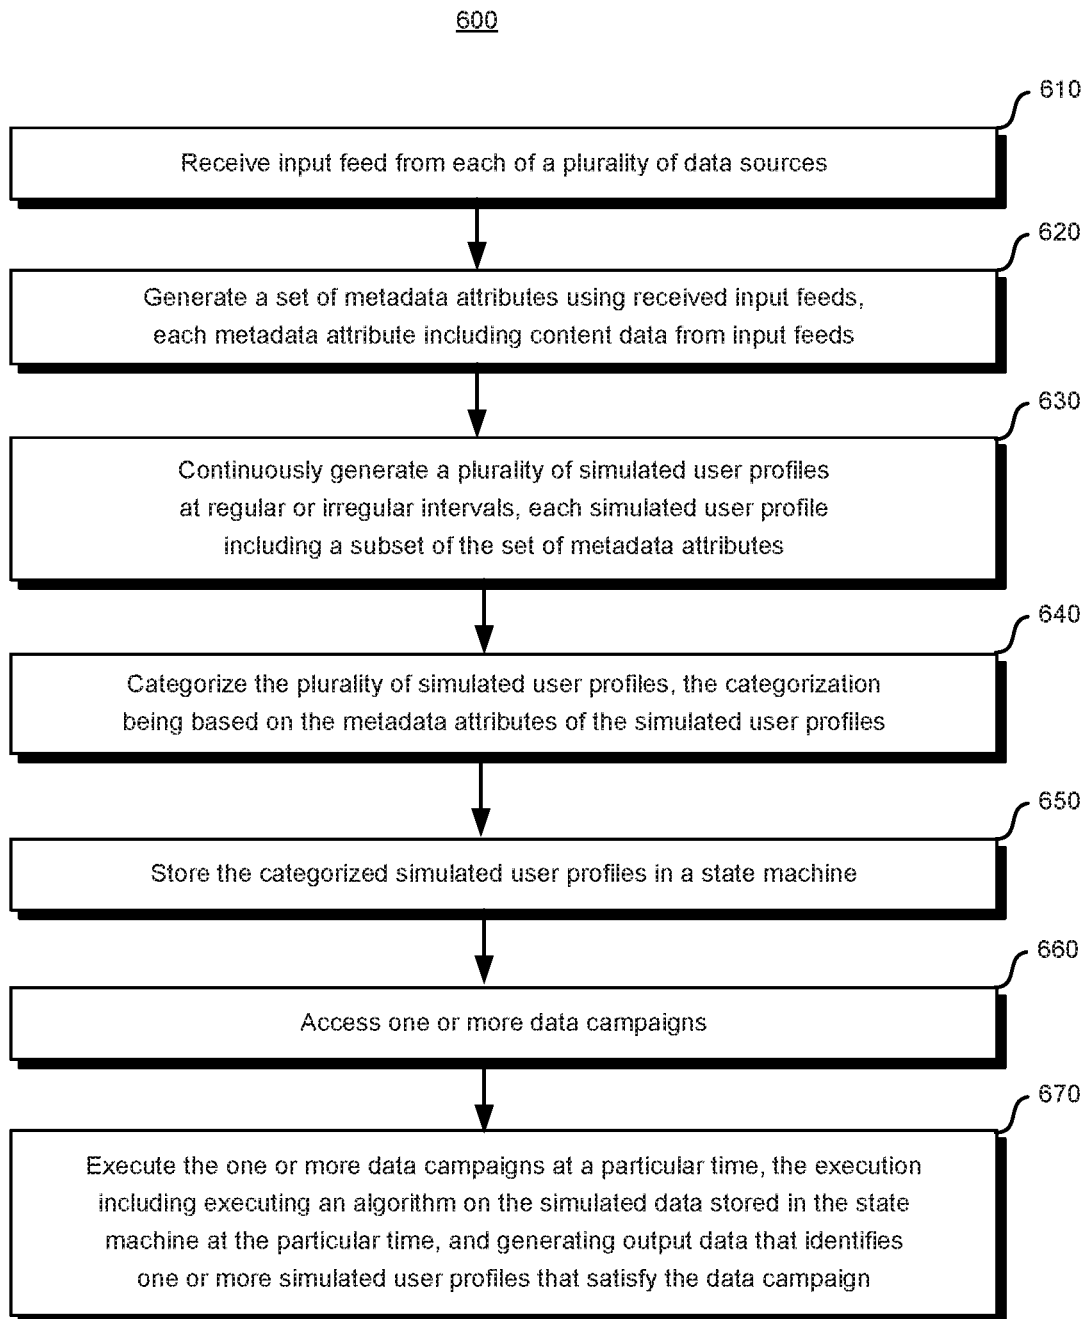 600
610
Receive input feed from each of a plurality of data sources
620
Generate a set of metadata attributes using received input feeds,
each metadata attribute including content data from input feeds
630
Continuously generate a plurality of simulated user profiles
at regular or irregular intervals, each simulated user profile
including a subset of the set of metadata attributes
640
Categorize the plurality of simulated user profiles, the categorization
being based on the metadata attributes of the simulated user profiles
650
Store the categorized simulated user profiles in a state machine
660
Access one or more data campaigns
670
Execute the one or more data campaigns at a particular time, the execution
including executing an algorithm on the simulated data stored in the state
machine at the particular time, and generating output data that identifies
one or more simulated user profiles that satisfy the data campaign